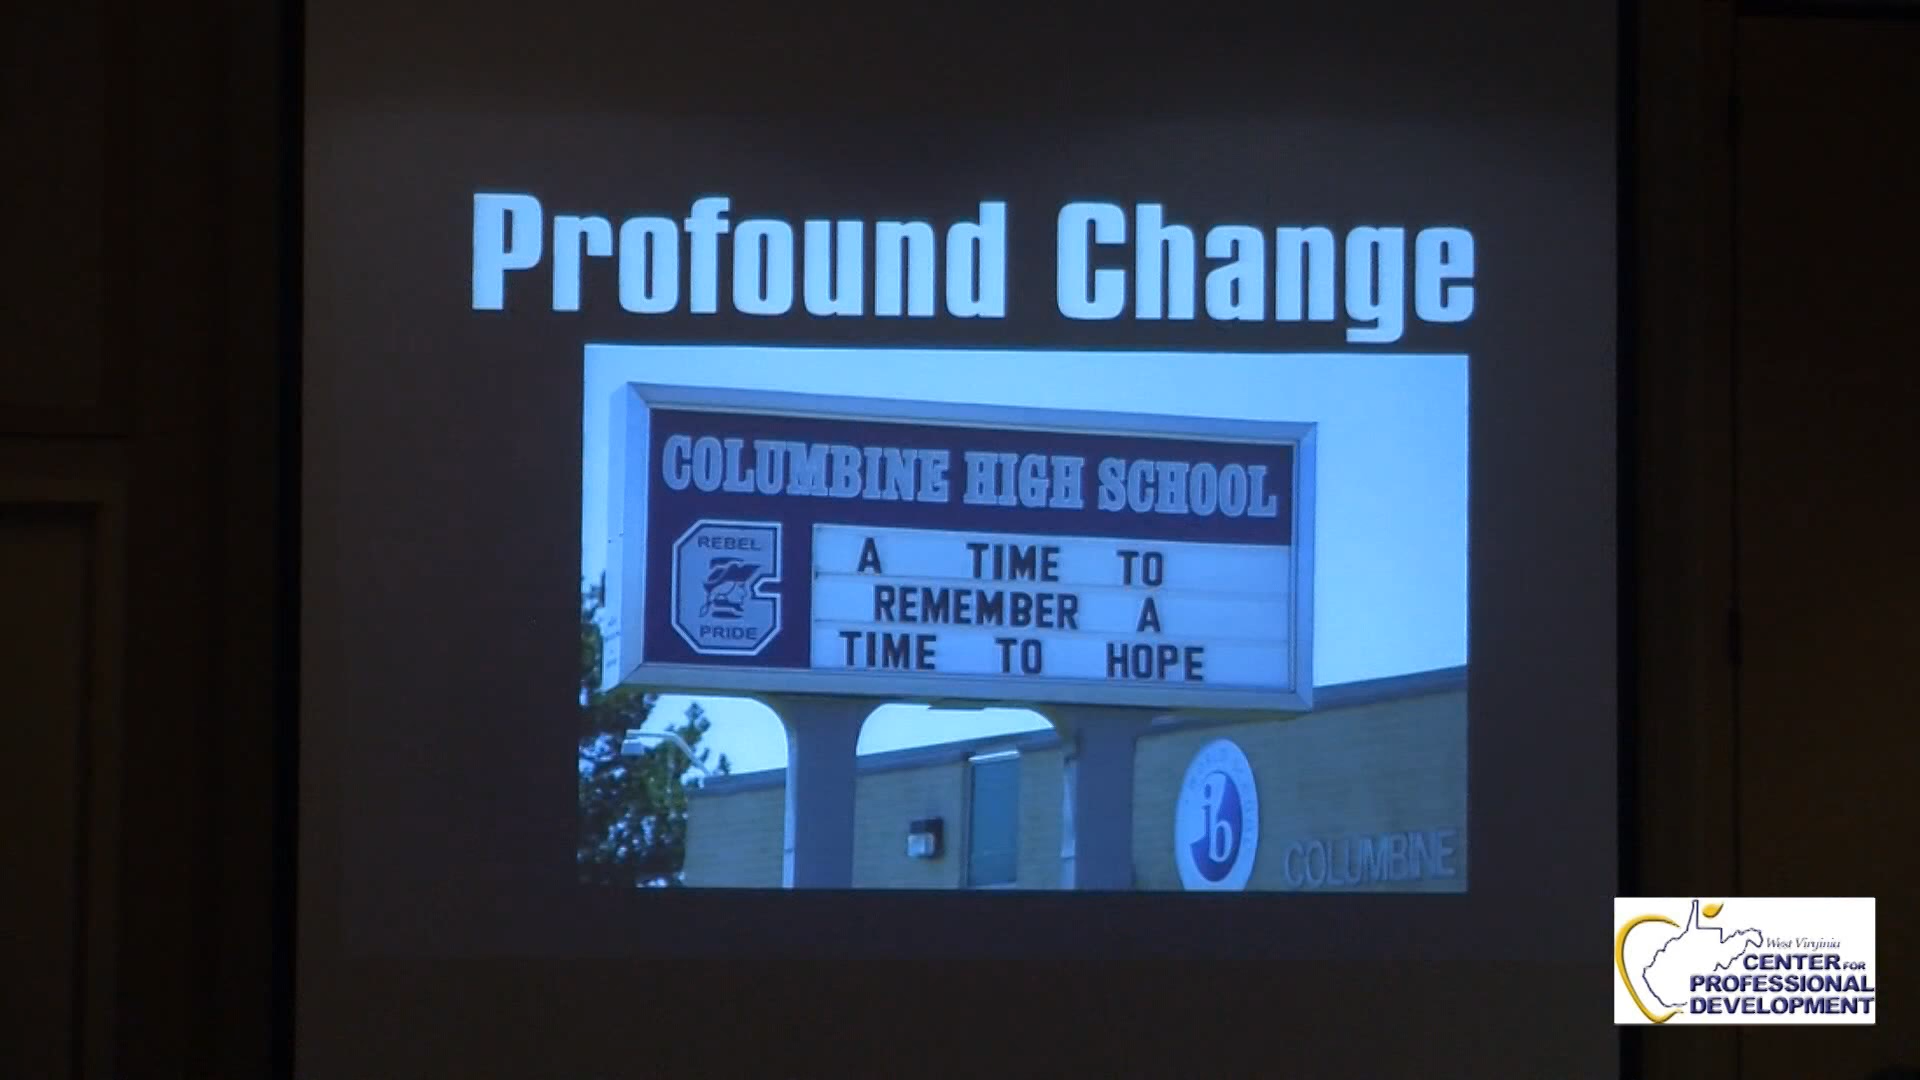 Profound Change
COLUMBINE HIGH SCHOOL
REBEL
PRIDE
A TIME TO
REMEMBER A
TIME TO HOPE
ib
COLUMBINE
West Virginia
CENTER FOR
PROFESSIONAL
DEVELOPMENT